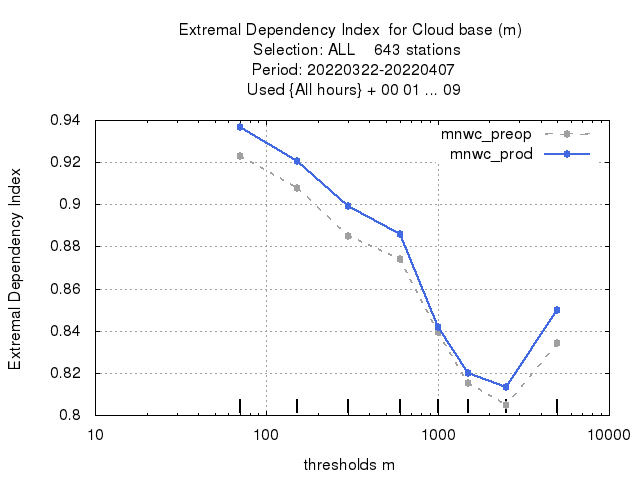 Extremal Dependency Index  for Cloud base (m)
Selection: ALL    643 stations
Period: 20220322-20220407
Used {All hours} + 00 01 ... 09
mnwc_preop
mnwc_prod
Extremal Dependency Index
0.94
0.92
0.9
0.88
0.86
0.84
0.82
0.8
10 100 1000 10000
thresholds m